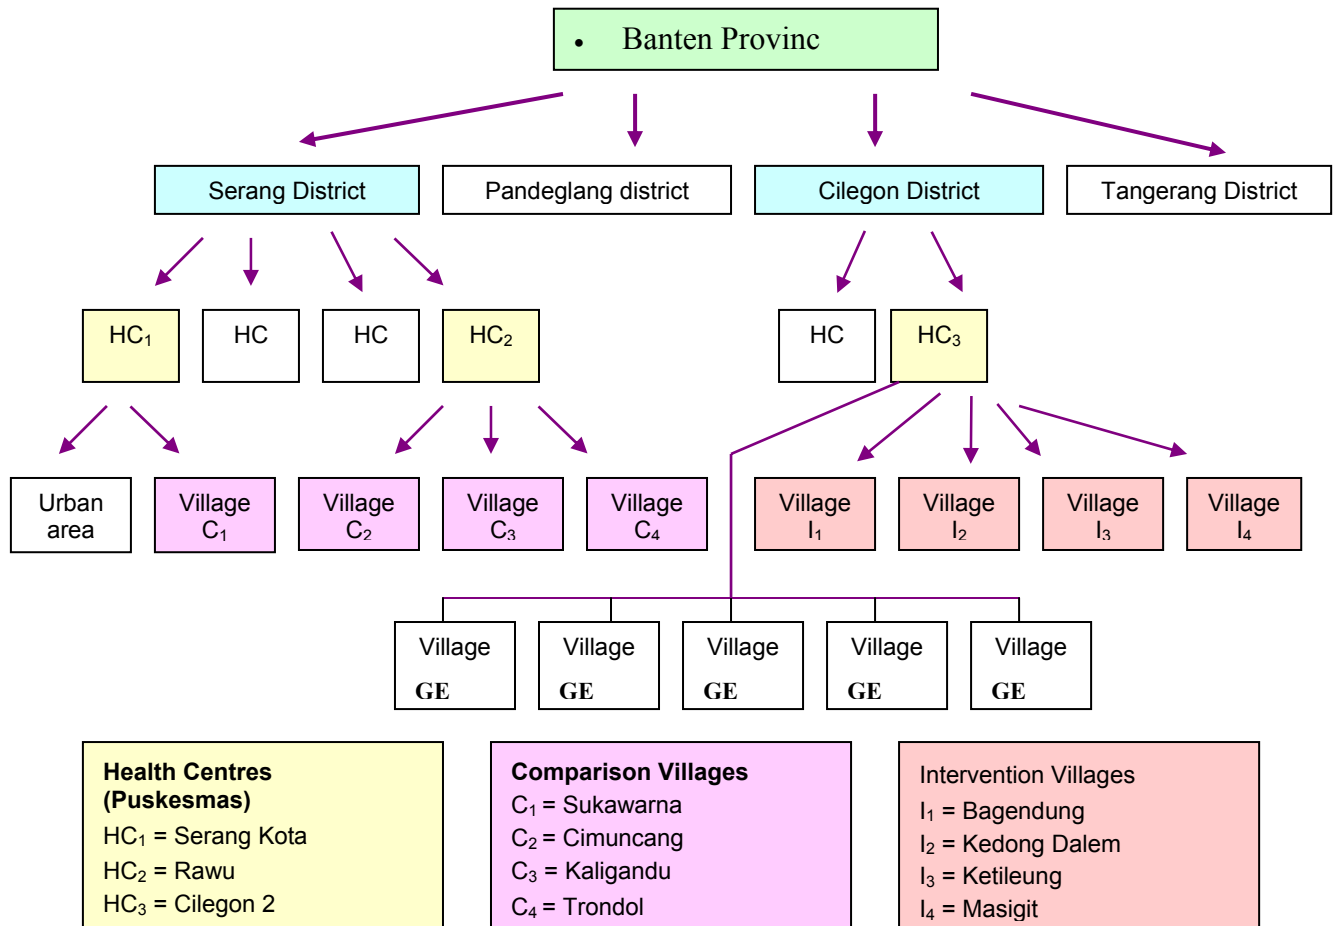 • Banten Provinc
Serang District
Pandeglang district
Cilegon District
Tangerang District
HC₁
HC
HC
HC₂
HC
HC₃
Urban
area
Village
C₁
Village
C₂
Village
C₃
Village
C₄
Village
I₁
Village
I₂
Village
I₃
Village
I₄
Village
GE
Village
GE
Village
GE
Village
GE
Village
GE
Health Centres
(Puskesmas)
HC₁ = Serang Kota
HC₂ = Rawu
HC₃ = Cilegon 2
Comparison Villages
C₁ = Sukawarna
C₂ = Cimuncang
C₃ = Kaligandu
C₄ = Trondol
Intervention Villages
I₁ = Bagendung
I₂ = Kedong Dalem
I₃ = Ketileung
I₄ = Masigit